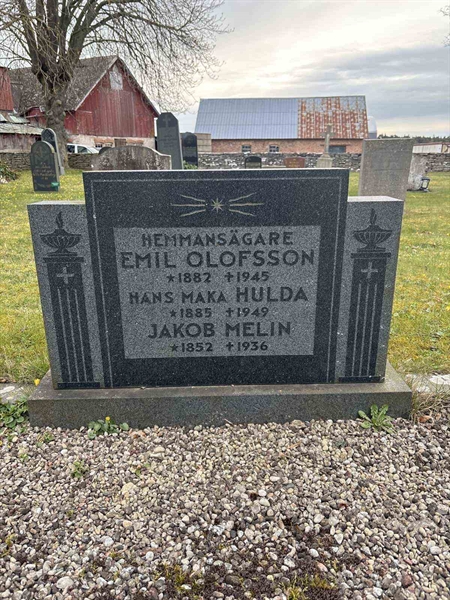 HEMMANSÄGARE
EMIL OLOFSSON
*1882 †1945
HANS MAKA HULDA
*1885 †1949
JAKOB MELIN
*1852 †1936